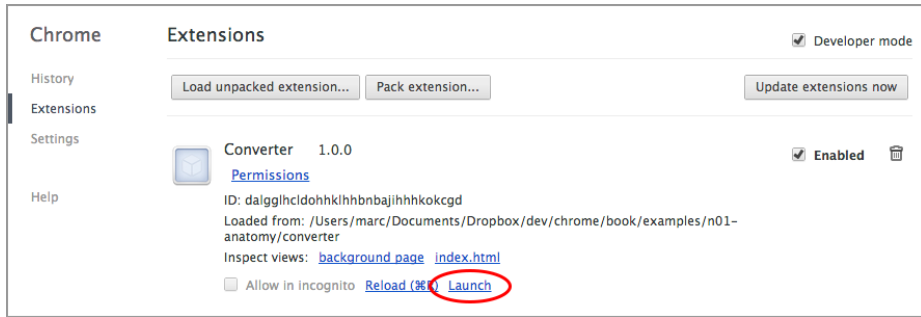 Chrome
Extensions
Developer mode
History
Extensions
Settings
Help
Load unpacked extension... Pack extension... Update extensions now
Converter 1.0.0
Enabled
Permissions
ID: dalgglhcldohhklhhbnbajihhhkokcgd
Loaded from: /Users/marc/Documents/Dropbox/dev/chrome/book/examples/n01-
anatomy/converter
Inspect views: background page index.html
Allow in incognito Reload (⌘R) Launch